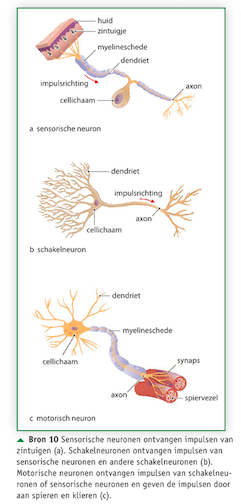 huid
zintuigje
myelineschede
dendriet
impulsrichting
axon
cellichaam
a sensorische neuron
dendriet
impulsrichting
axon
cellichaam
b schakelneuron
dendriet
myelineschede
cellichaam
synaps
axon
spiervezel
c motorisch neuron
▲ Bron 10 Sensorische neuronen ontvangen impulsen van
zintuigen (a). Schakelneuronen ontvangen impulsen van
sensorische neuronen en andere schakelneuronen (b).
Motorische neuronen ontvangen impulsen van schakelneu-
ronen of sensorische neuronen en geven de impulsen door
aan spieren en klieren (c).